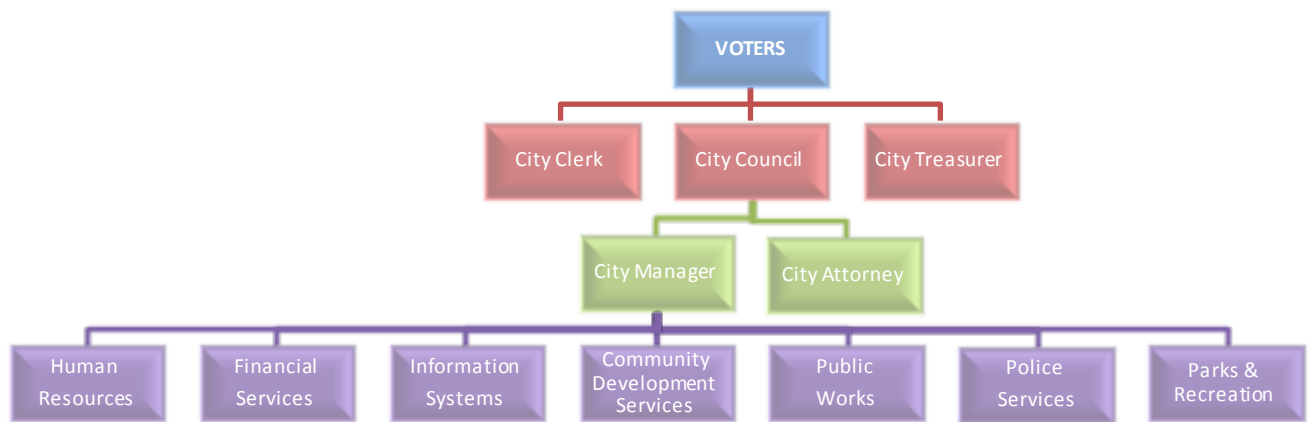 VOTERS
City Clerk
City Council
City Treasurer
City Manager
City Attorney
Human
Resources
Financial
Services
Information
Systems
Community
Development
Services
Public
Works
Police
Services
Parks &
Recreation